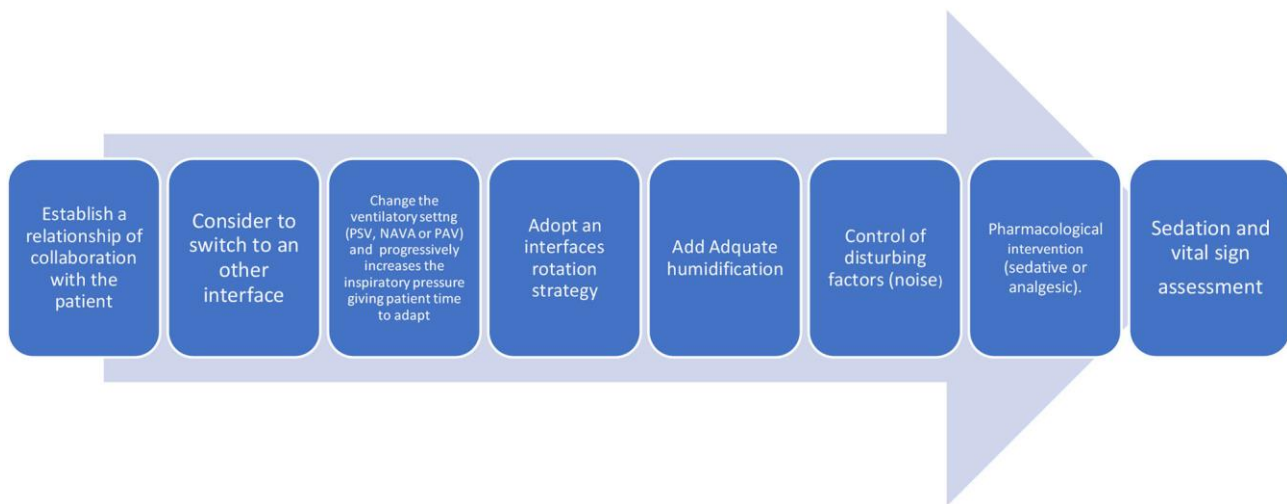 Establish a
relationship of
collaboration
with the
patient
Consider to
switch to an
other
interface
Change the
ventilatory settng
(PSV, NAVA or PAV)
and progressively
increases the
inspiratory pressure
giving patient time
to adapt
Adopt an
interfaces
rotation
strategy
Add Adquate
humidification
Control of
disturbing
factors (noise)
Pharmacological
intervention
(sedative or
analgesic).
Sedation and
vital sign
assessment